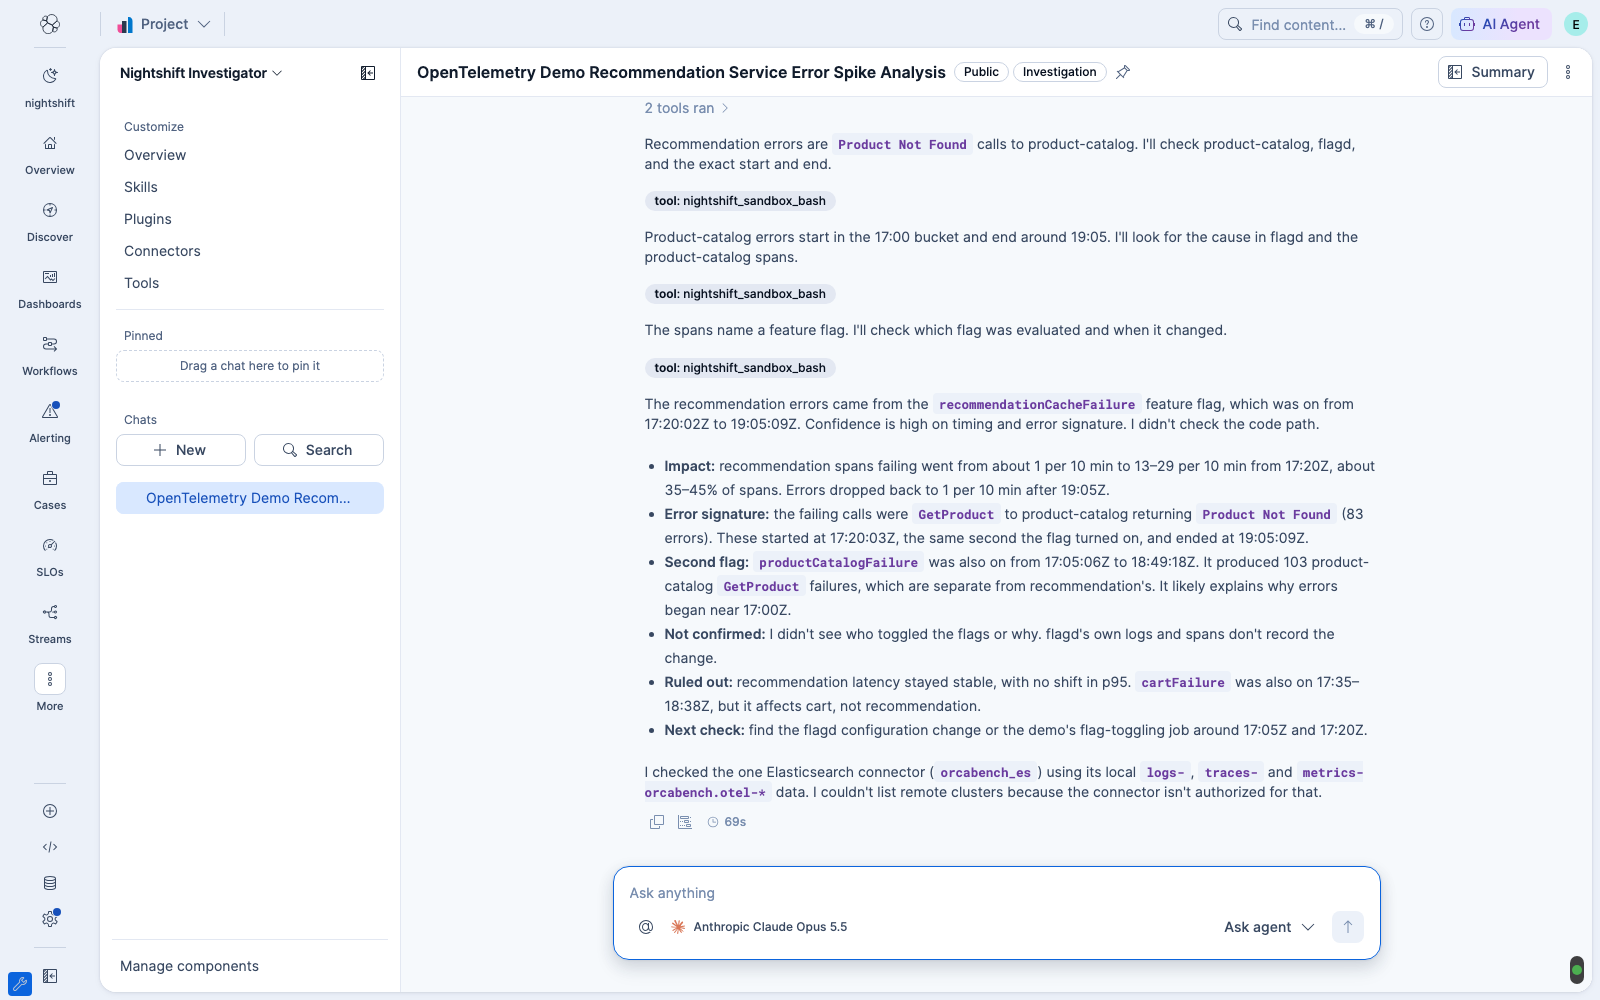 Project
Find content...
⌘ /
AI Agent
E
nightshift
Overview
Discover
Dashboards
Workflows
Alerting
Cases
SLOs
Streams
More
Nightshift Investigator
Customize
Overview
Skills
Plugins
Connectors
Tools
Pinned
Drag a chat here to pin it
Chats
New
Search
OpenTelemetry Demo Recom...
Manage components
OpenTelemetry Demo Recommendation Service Error Spike Analysis
Public
Investigation
Summary
2 tools ran
Recommendation errors are Product Not Found calls to product-catalog. I'll check product-catalog, flagd,
and the exact start and end.
tool: nightshift_sandbox_bash
Product-catalog errors start in the 17:00 bucket and end around 19:05. I'll look for the cause in flagd and the
product-catalog spans.
tool: nightshift_sandbox_bash
The spans name a feature flag. I'll check which flag was evaluated and when it changed.
tool: nightshift_sandbox_bash
The recommendation errors came from the recommendationCacheFailure feature flag, which was on from
17:20:02Z to 19:05:09Z. Confidence is high on timing and error signature. I didn't check the code path.
• Impact: recommendation spans failing went from about 1 per 10 min to 13–29 per 10 min from 17:20Z, about
35–45% of spans. Errors dropped back to 1 per 10 min after 19:05Z.
• Error signature: the failing calls were GetProduct to product-catalog returning Product Not Found (83
errors). These started at 17:20:03Z, the same second the flag turned on, and ended at 19:05:09Z.
• Second flag: productCatalogFailure was also on from 17:05:06Z to 18:49:18Z. It produced 103 product-
catalog GetProduct failures, which are separate from recommendation's. It likely explains why errors
began near 17:00Z.
• Not confirmed: I didn't see who toggled the flags or why. flagd's own logs and spans don't record the
change.
• Ruled out: recommendation latency stayed stable, with no shift in p95. cartFailure was also on 17:35–
18:38Z, but it affects cart, not recommendation.
• Next check: find the flagd configuration change or the demo's flag-toggling job around 17:05Z and 17:20Z.
I checked the one Elasticsearch connector ( orcabench_es ) using its local logs- , traces- and metrics-
orcabench.otel-* data. I couldn't list remote clusters because the connector isn't authorized for that.
69s
Ask anything
@
Anthropic Claude Opus 5.5
Ask agent